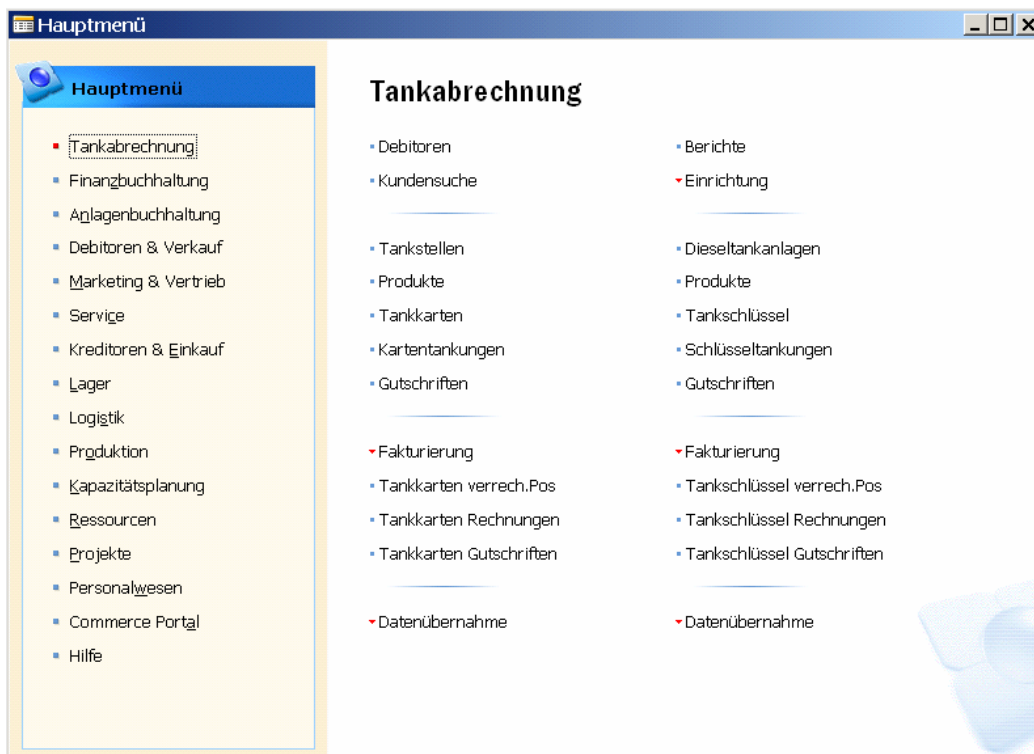 Hauptmenü
Hauptmenü
Tankabrechnung
Finanzbuchhaltung
Anlagenbuchhaltung
Debitoren & Verkauf
Marketing & Vertrieb
Service
Kreditoren & Einkauf
Lager
Logistik
Produktion
Kapazitätsplanung
Ressourcen
Projekte
Personalwesen
Commerce Portal
Hilfe
Tankabrechnung
Debitoren
Kundensuche
Tankstellen
Produkte
Tankkarten
Kartentankungen
Gutschriften
Fakturierung
Tankkarten verrech.Pos
Tankkarten Rechnungen
Tankkarten Gutschriften
Datenübernahme
Berichte
Einrichtung
Dieseltankanlagen
Produkte
Tankschlüssel
Schlüsseltankungen
Gutschriften
Fakturierung
Tankschlüssel verrech.Pos
Tankschlüssel Rechnungen
Tankschlüssel Gutschriften
Datenübernahme